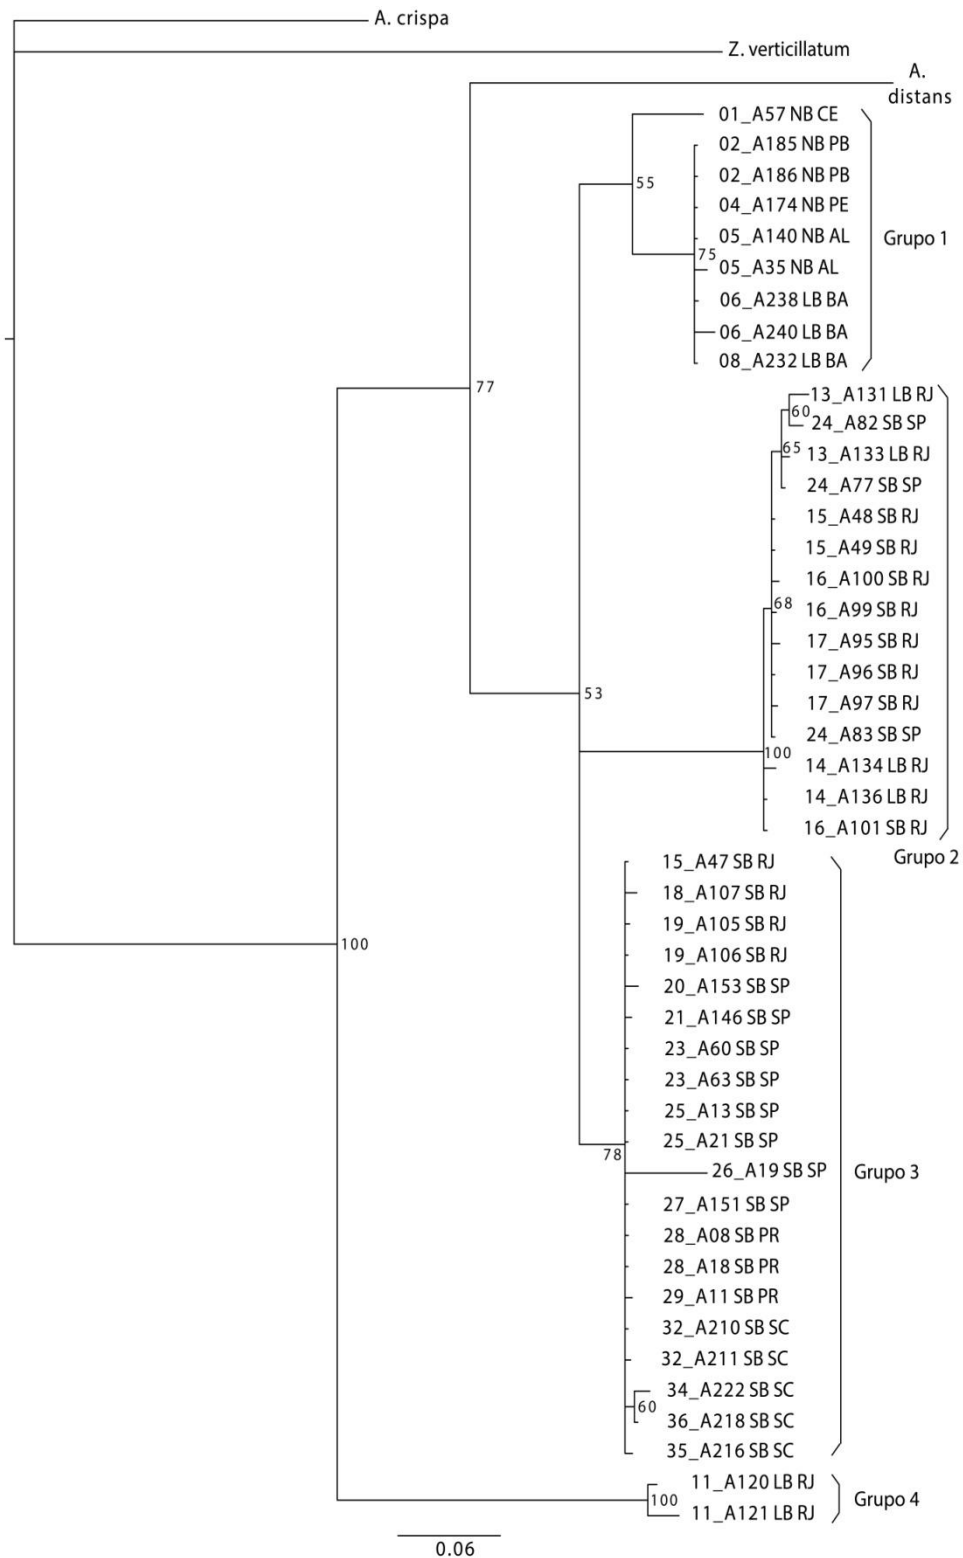 A. crispa
Z. verticillatum
A.
distans
01_A57 NB CE
02_A185 NB PB
02_A186 NB PB
55
04_A174 NB PE
05_A140 NB AL
Grupo 1
75
05_A35 NB AL
06_A238 LB BA
06_A240 LB BA
08_A232 LB BA
77
13_A131 LB RJ
60
24_A82 SB SP
65
13_A133 LB RJ
24_A77 SB SP
15_A48 SB RJ
15_A49 SB RJ
16_A100 SB RJ
68
16_A99 SB RJ
17_A95 SB RJ
17_A96 SB RJ
53
17_A97 SB RJ
24_A83 SB SP
100
14_A134 LB RJ
14_A136 LB RJ
16_A101 SB RJ
Grupo 2
15_A47 SB RJ
18_A107 SB RJ
19_A105 SB RJ
100
19_A106 SB RJ
20_A153 SB SP
21_A146 SB SP
23_A60 SB SP
23_A63 SB SP
25_A13 SB SP
25_A21 SB SP
78
26_A19 SB SP
Grupo 3
27_A151 SB SP
28_A08 SB PR
28_A18 SB PR
29_A11 SB PR
32_A210 SB SC
32_A211 SB SC
34_A222 SB SC
60
36_A218 SB SC
35_A216 SB SC
11_A120 LB RJ
100
Grupo 4
11_A121 LB RJ
0.06